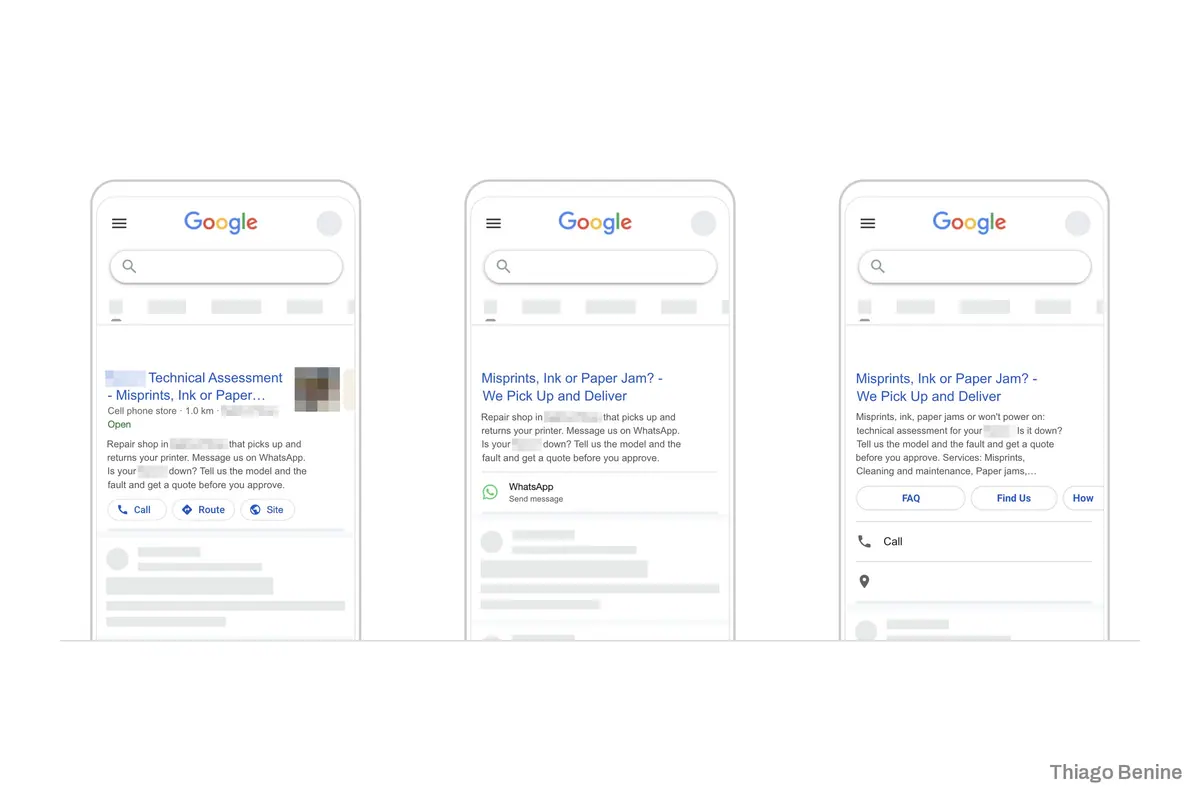 Google
Technical Assessment
- Misprints, Ink or Paper…
Cell phone store · 1.0 km ·
Open
Repair shop in that picks up and
returns your printer. Message us on WhatsApp.
Is your down? Tell us the model and the
fault and get a quote before you approve.
Call
Route
Site
Google
Misprints, Ink or Paper Jam? -
We Pick Up and Deliver
Repair shop in that picks up and
returns your printer. Message us on WhatsApp.
Is your down? Tell us the model and the
fault and get a quote before you approve.
WhatsApp
Send message
Google
Misprints, Ink or Paper Jam? -
We Pick Up and Deliver
Misprints, ink, paper jams or won't power on:
technical assessment for your Is it down?
Tell us the model and the fault and get a quote
before you approve. Services: Misprints,
Cleaning and maintenance, Paper jams,…
FAQ
Find Us
How
Call
Thiago Benine